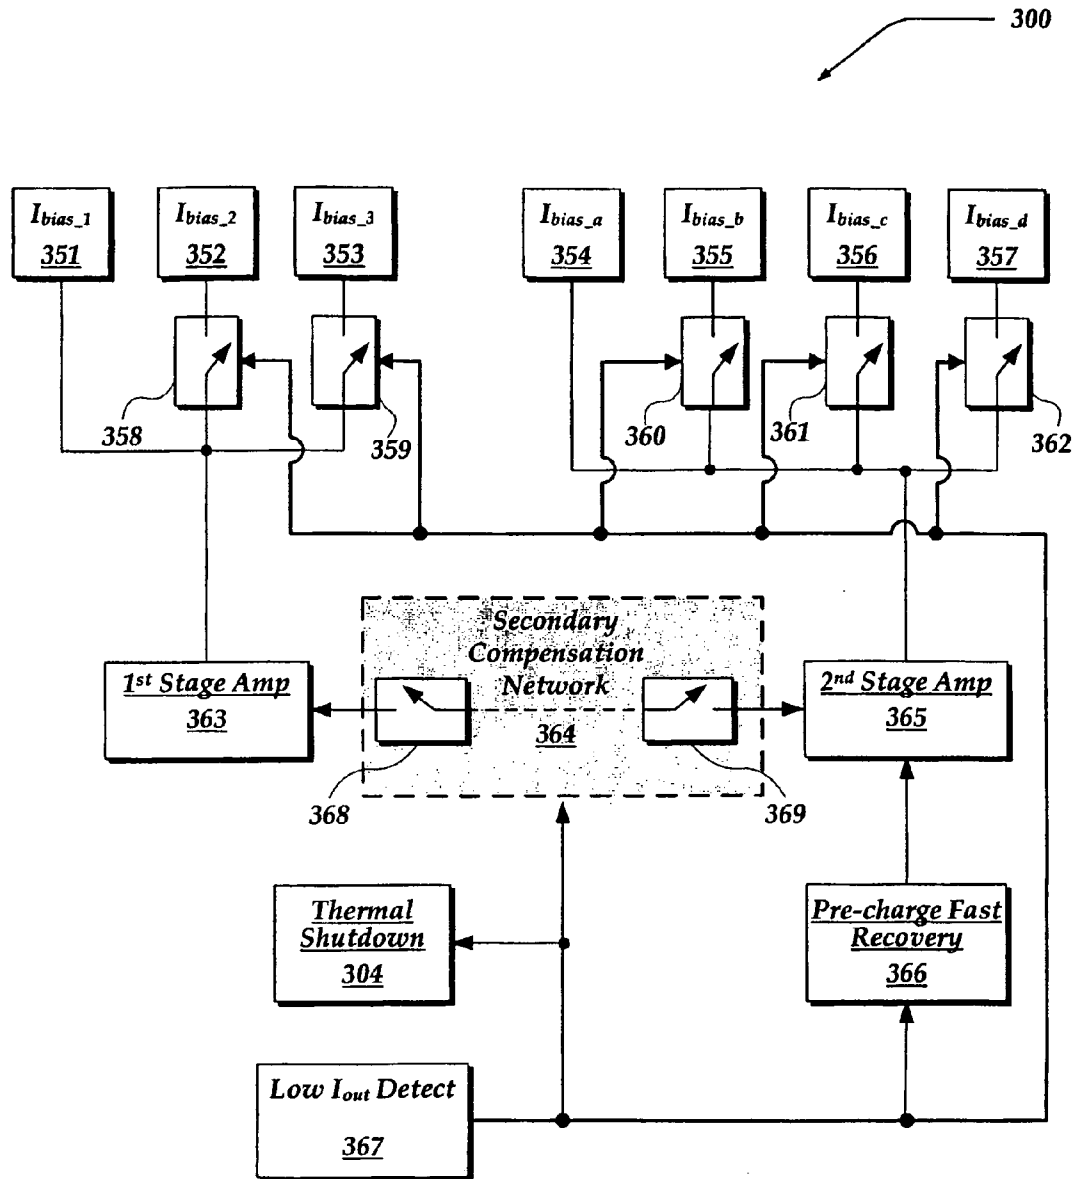 300
I_bias_1
351
I_bias_2
352
I_bias_3
353
I_bias_a
354
I_bias_b
355
I_bias_c
356
I_bias_d
357
358
359
360
361
362
Secondary
Compensation
Network
364
1st Stage Amp
363
2nd Stage Amp
365
368
369
Thermal
Shutdown
304
Pre-charge Fast
Recovery
366
Low Iout Detect
367